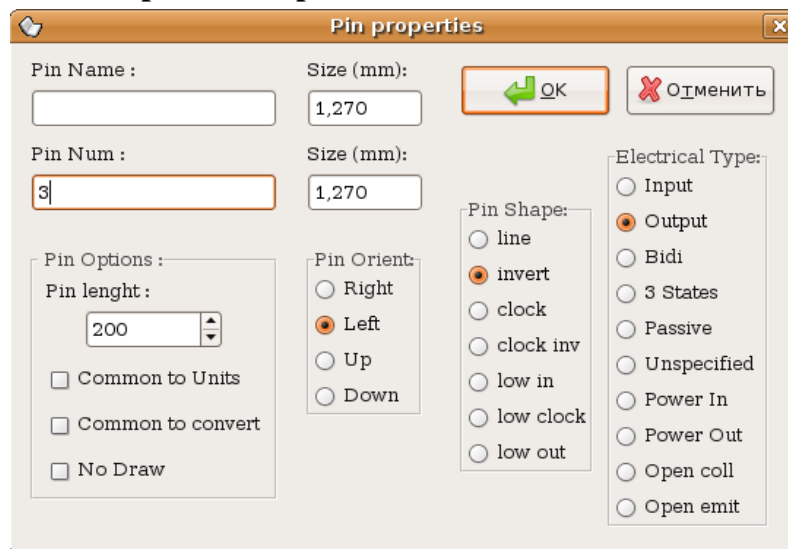 Pin properties
Pin Name :
Size (mm):
1,270
OK
Отменить
Pin Num :
Size (mm):
3
1,270
Pin Options :
Pin lenght :
200
Common to Units
Common to convert
No Draw
Pin Orient:
Right
Left
Up
Down
Pin Shape:
line
invert
clock
clock inv
low in
low clock
low out
Electrical Type:
Input
Output
Bidi
3 States
Passive
Unspecified
Power In
Power Out
Open coll
Open emit